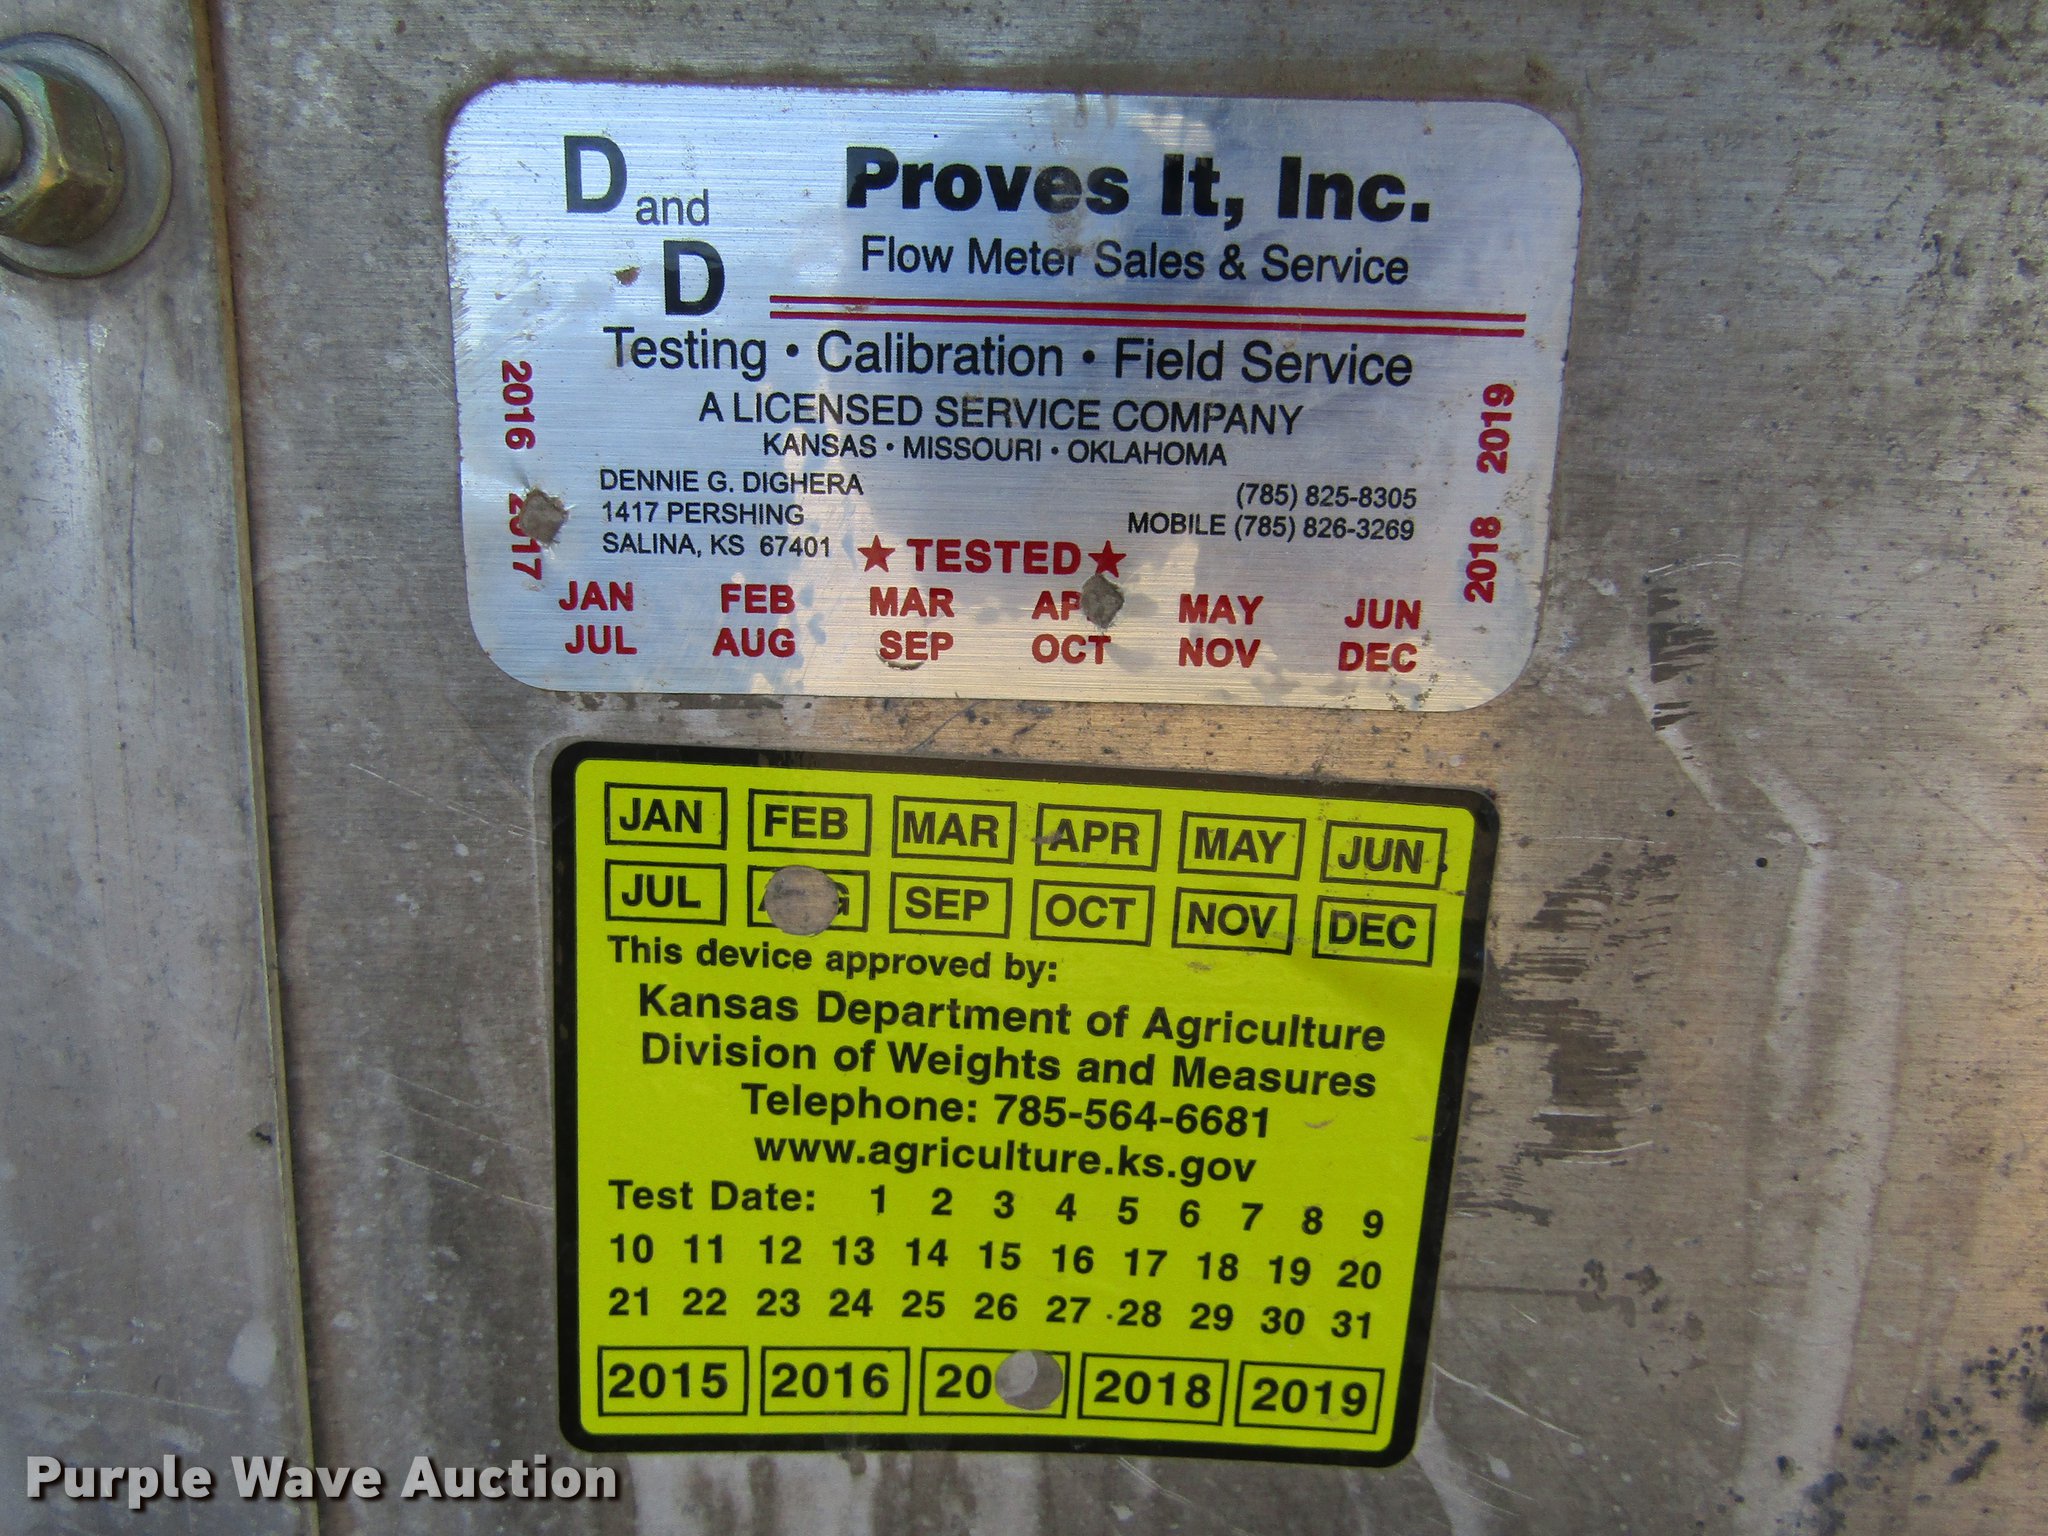 D and D
Proves It, Inc.
Flow Meter Sales & Service
Testing • Calibration • Field Service
A LICENSED SERVICE COMPANY
KANSAS • MISSOURI • OKLAHOMA
DENNIE G. DIGHERA
1417 PERSHING
SALINA, KS 67401
(785) 825-8305
MOBILE (785) 826-3269
2016 2017
2018 2019
★ TESTED ★
JAN FEB MAR AP MAY JUN
JUL AUG SEP OCT NOV DEC
JAN FEB MAR APR MAY JUN
JUL SEP OCT NOV DEC
This device approved by:
Kansas Department of Agriculture
Division of Weights and Measures
Telephone: 785-564-6681
www.agriculture.ks.gov
Test Date: 1 2 3 4 5 6 7 8 9
10 11 12 13 14 15 16 17 18 19 20
21 22 23 24 25 26 27 28 29 30 31
2015 2016 20 2018 2019
Purple Wave Auction